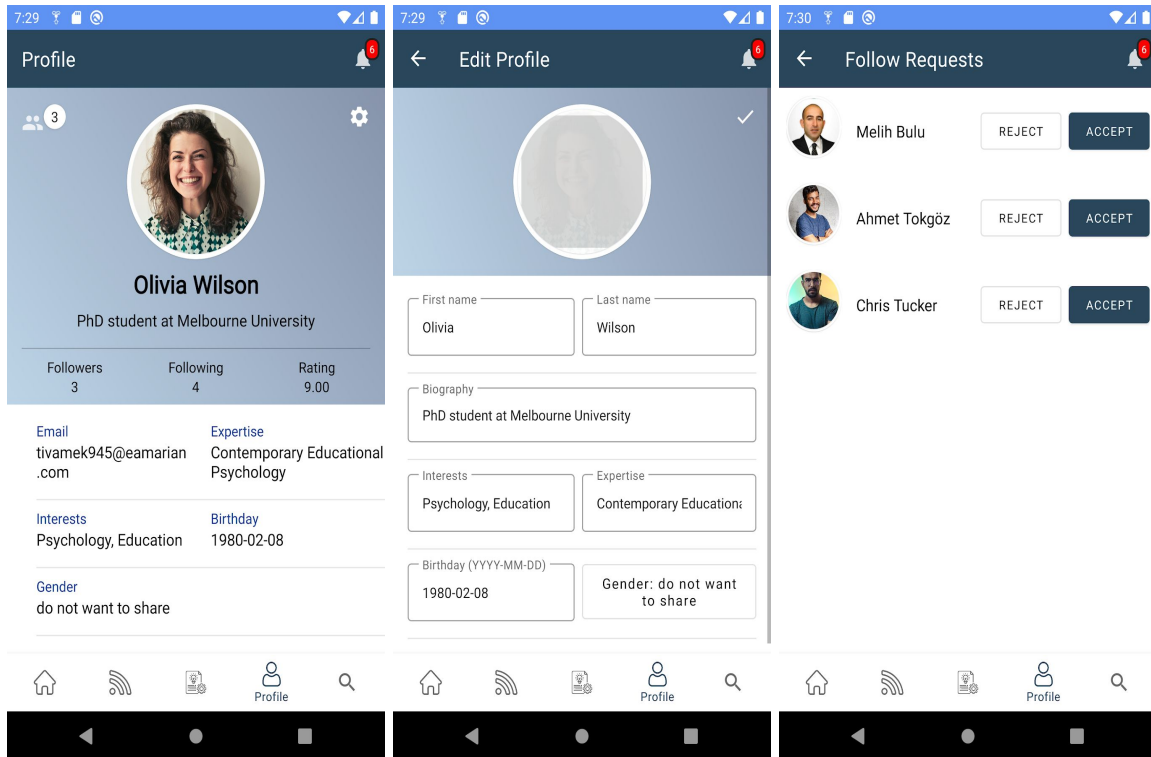 7:29
Profile
6
3
Olivia Wilson
PhD student at Melbourne University
Followers Following Rating
3 4 9.00
Email Expertise
tivamek945@eamarian Contemporary Educational
.com Psychology
Interests Birthday
Psychology, Education 1980-02-08
Gender
do not want to share
Profile
7:29
Edit Profile
6
First name Last name
Olivia Wilson
Biography
PhD student at Melbourne University
Interests Expertise
Psychology, Education Contemporary Educationa
Birthday (YYYY-MM-DD)
1980-02-08
Gender: do not want
to share
Profile
7:30
Follow Requests
6
Melih Bulu REJECT ACCEPT
Ahmet Tokgöz REJECT ACCEPT
Chris Tucker REJECT ACCEPT
Profile